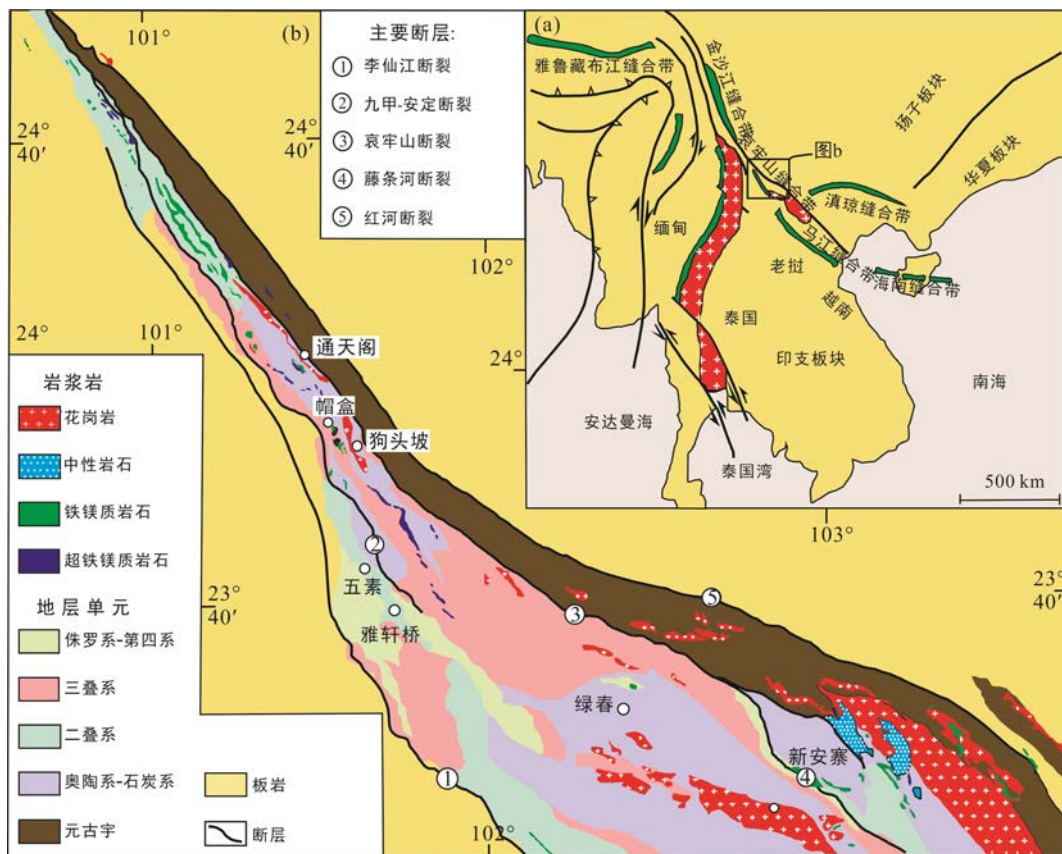 101°
(b)
主要断层:
① 李仙江断裂
② 九甲-安定断裂
③ 哀牢山断裂
④ 藤条河断裂
⑤ 红河断裂
(a)
雅鲁藏布江缝合带
金沙江缝合带
哀牢山缝合带
扬子板块
华夏板块
图b
滇琼缝合带
马江缝合带
海南缝合带
缅甸
老挝
越南
泰国
印支板块
南海
安达曼海
泰国湾
500 km
24°
40′
24°
40′
102°
24°
101°
24°
通天阁
帽盒
狗头坡
②
五素
雅轩桥
103°
23°
40′
23°
40′
③
⑤
绿春
新安寨
④
①
102°
岩浆岩
花岗岩
中性岩石
铁镁质岩石
超铁镁质岩石
地层单元
侏罗系-第四系
三叠系
二叠系
奥陶系-石炭系
元古宇
板岩
断层